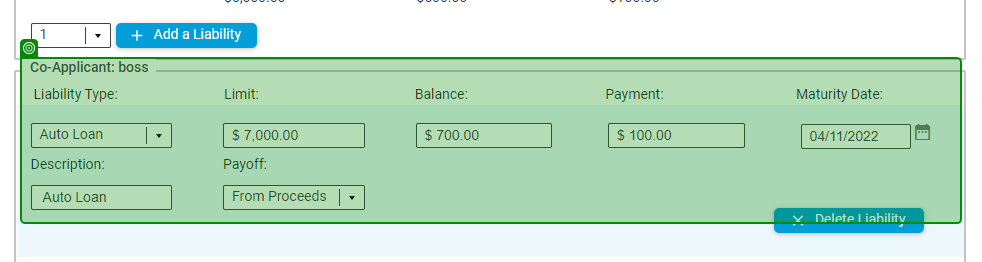 1 + Add a Liability
Co-Applicant: boss
Liability Type: Limit: Balance: Payment: Maturity Date:
Auto Loan $ 7,000.00 $ 700.00 $ 100.00 04/11/2022
Description: Payoff:
Auto Loan From Proceeds
Delete Liability